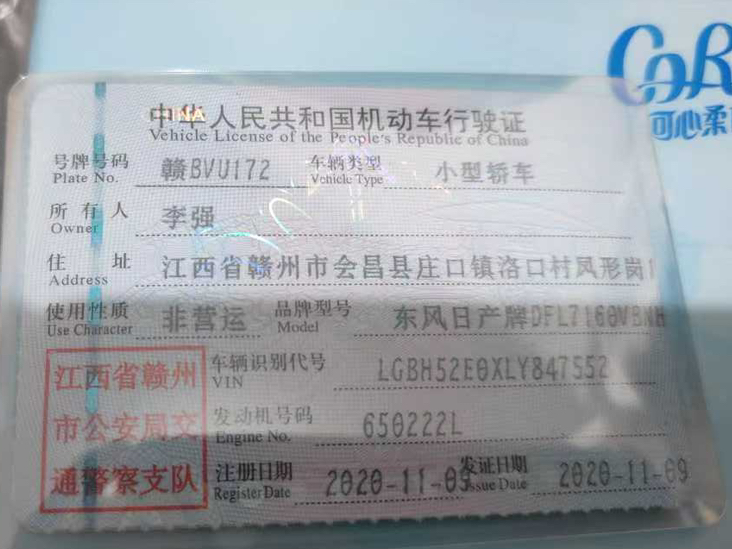 CAR
可心柔
中华人民共和国机动车行驶证
Vehicle License of the People's Republic of China
号牌号码 赣BVU172 车辆类型 小型轿车
Plate No. Vehicle Type
所有人 李强
Owner
住址 江西省赣州市会昌县庄口镇洛口村凤形岗
Address
使用性质 非营运 品牌型号 东风日产牌DFL7160VBNH
Use Character Model
江西省赣州 车辆识别代号 LGBH52E0XLY847552
VIN
市公安局交 发动机号码 650222L
Engine No.
通警察支队 注册日期 2020-11-09 发证日期 2020-11-09
Register Date Issue Date